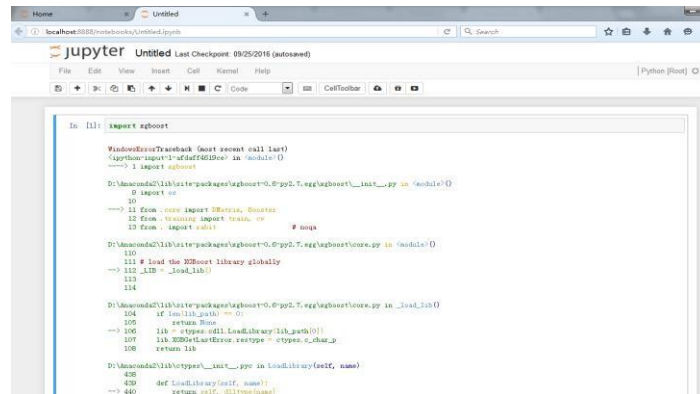 Home
Untitled
localhost:8888/notebooks/Untitled.ipynb
Search
jupyter Untitled Last Checkpoint: 09/25/2016 (autosaved)
File Edit View Insert Cell Kernel Help
Python [Root]
Code CellToolbar
In [1]: import xgboost
WindowsErrorTraceback (most recent call last)
<ipython-input-1-afdaff4619ce> in <module>()
----> 1 import xgboost
D:\Anaconda2\lib\site-packages\xgboost-0.6-py2.7.egg\xgboost\__init__.py in <module>()
9 import os
10
---> 11 from .core import DMatrix, Booster
12 from .training import train, cv
13 from . import rabit # noqa
D:\Anaconda2\lib\site-packages\xgboost-0.6-py2.7.egg\xgboost\core.py in <module>()
110
111 # load the XGBoost library globally
--> 112 _LIB = _load_lib()
113
114
D:\Anaconda2\lib\site-packages\xgboost-0.6-py2.7.egg\xgboost\core.py in _load_lib()
104 if len(lib_path) == 0:
105 return None
--> 106 lib = ctypes.cdll.LoadLibrary(lib_path[0])
107 lib.XGBGetLastError.restype = ctypes.c_char_p
108 return lib
D:\Anaconda2\lib\ctypes\__init__.pyc in LoadLibrary(self, name)
438
439 def LoadLibrary(self, name):
--> 440 return self._dlltype(name)